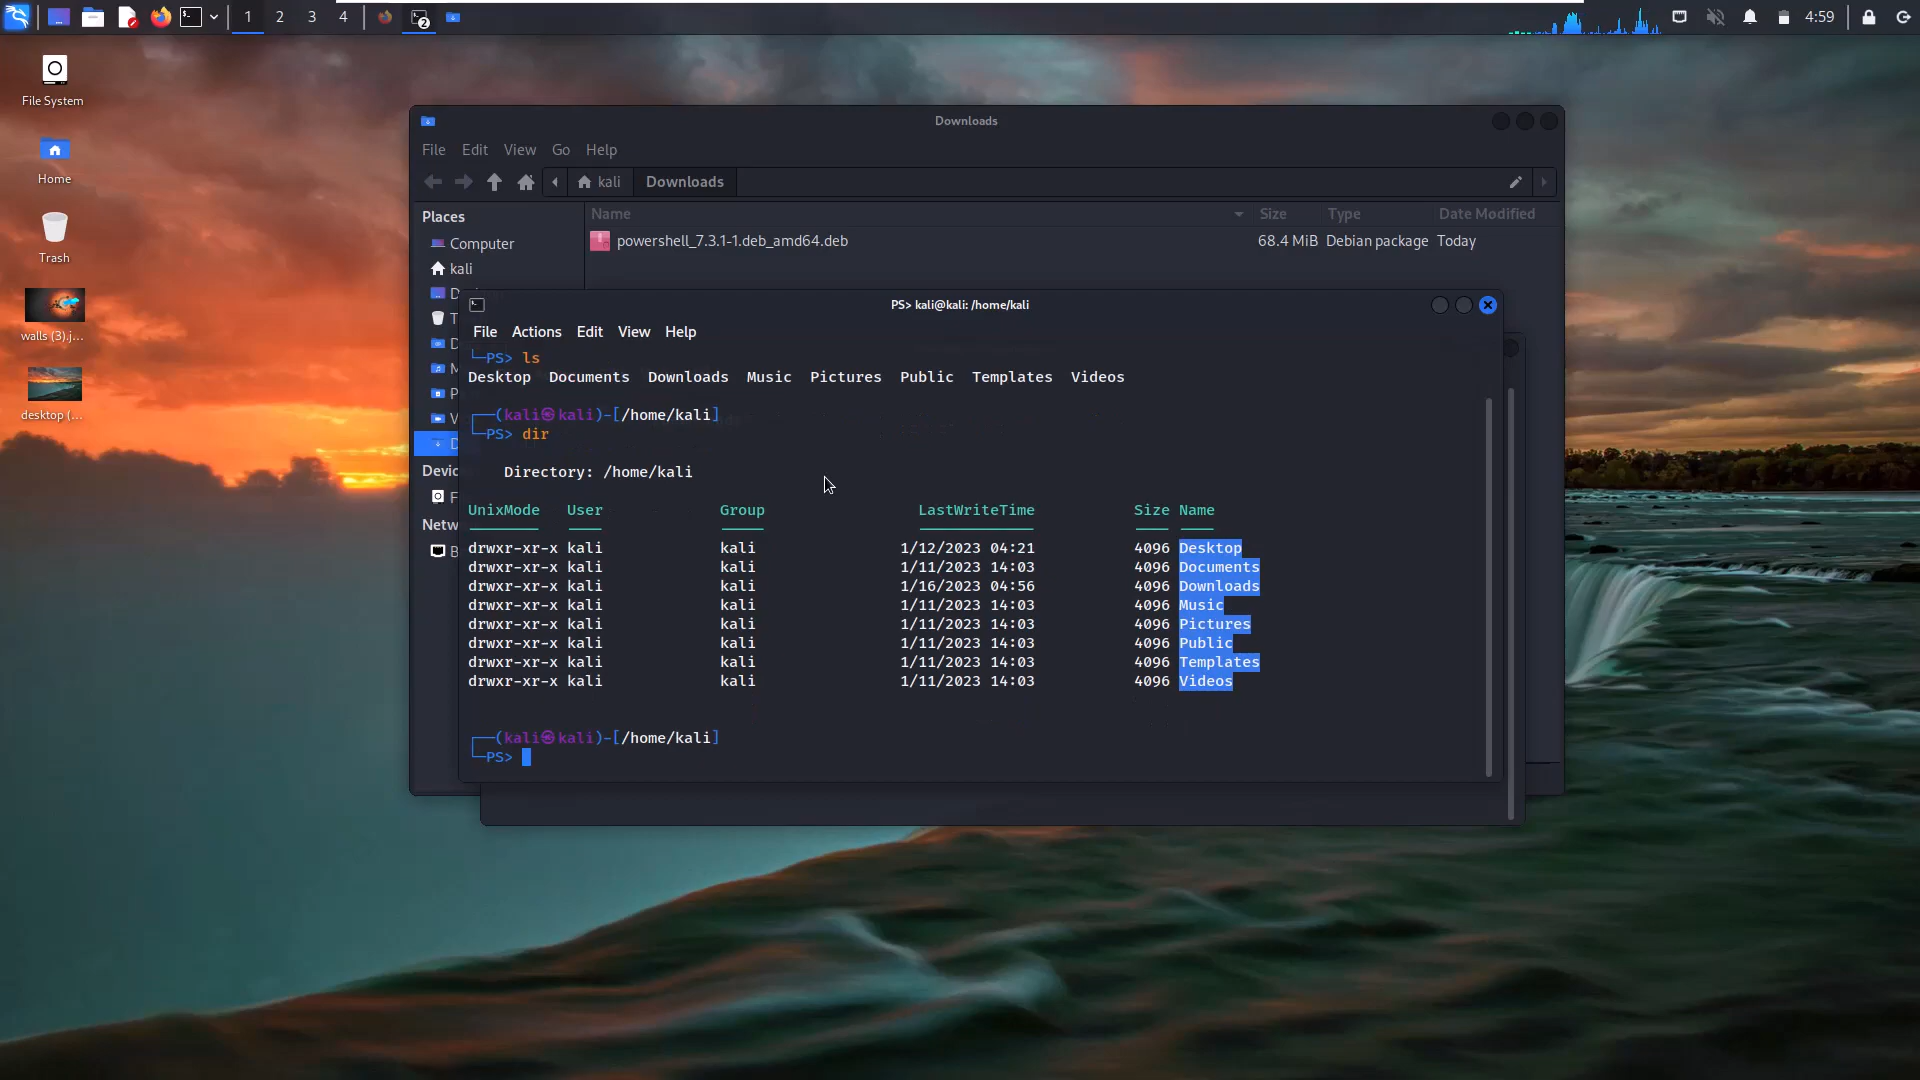 1 2 3 4
2
4:59
File System
Home
Trash
walls (3).j...
desktop (...
Downloads
File Edit View Go Help
kali Downloads
Places
Computer
kali
Devic
Netw
Name Size Type Date Modified
powershell_7.3.1-1.deb_amd64.deb 68.4 MiB Debian package Today
PS> kali@kali: /home/kali
File Actions Edit View Help
└─PS> ls
Desktop Documents Downloads Music Pictures Public Templates Videos
┌──(kali㉿kali)-[/home/kali]
└─PS> dir
Directory: /home/kali
UnixMode User Group LastWriteTime Size Name
drwxr-xr-x kali kali 1/12/2023 04:21 4096 Desktop
drwxr-xr-x kali kali 1/11/2023 14:03 4096 Documents
drwxr-xr-x kali kali 1/16/2023 04:56 4096 Downloads
drwxr-xr-x kali kali 1/11/2023 14:03 4096 Music
drwxr-xr-x kali kali 1/11/2023 14:03 4096 Pictures
drwxr-xr-x kali kali 1/11/2023 14:03 4096 Public
drwxr-xr-x kali kali 1/11/2023 14:03 4096 Templates
drwxr-xr-x kali kali 1/11/2023 14:03 4096 Videos
┌──(kali㉿kali)-[/home/kali]
└─PS>